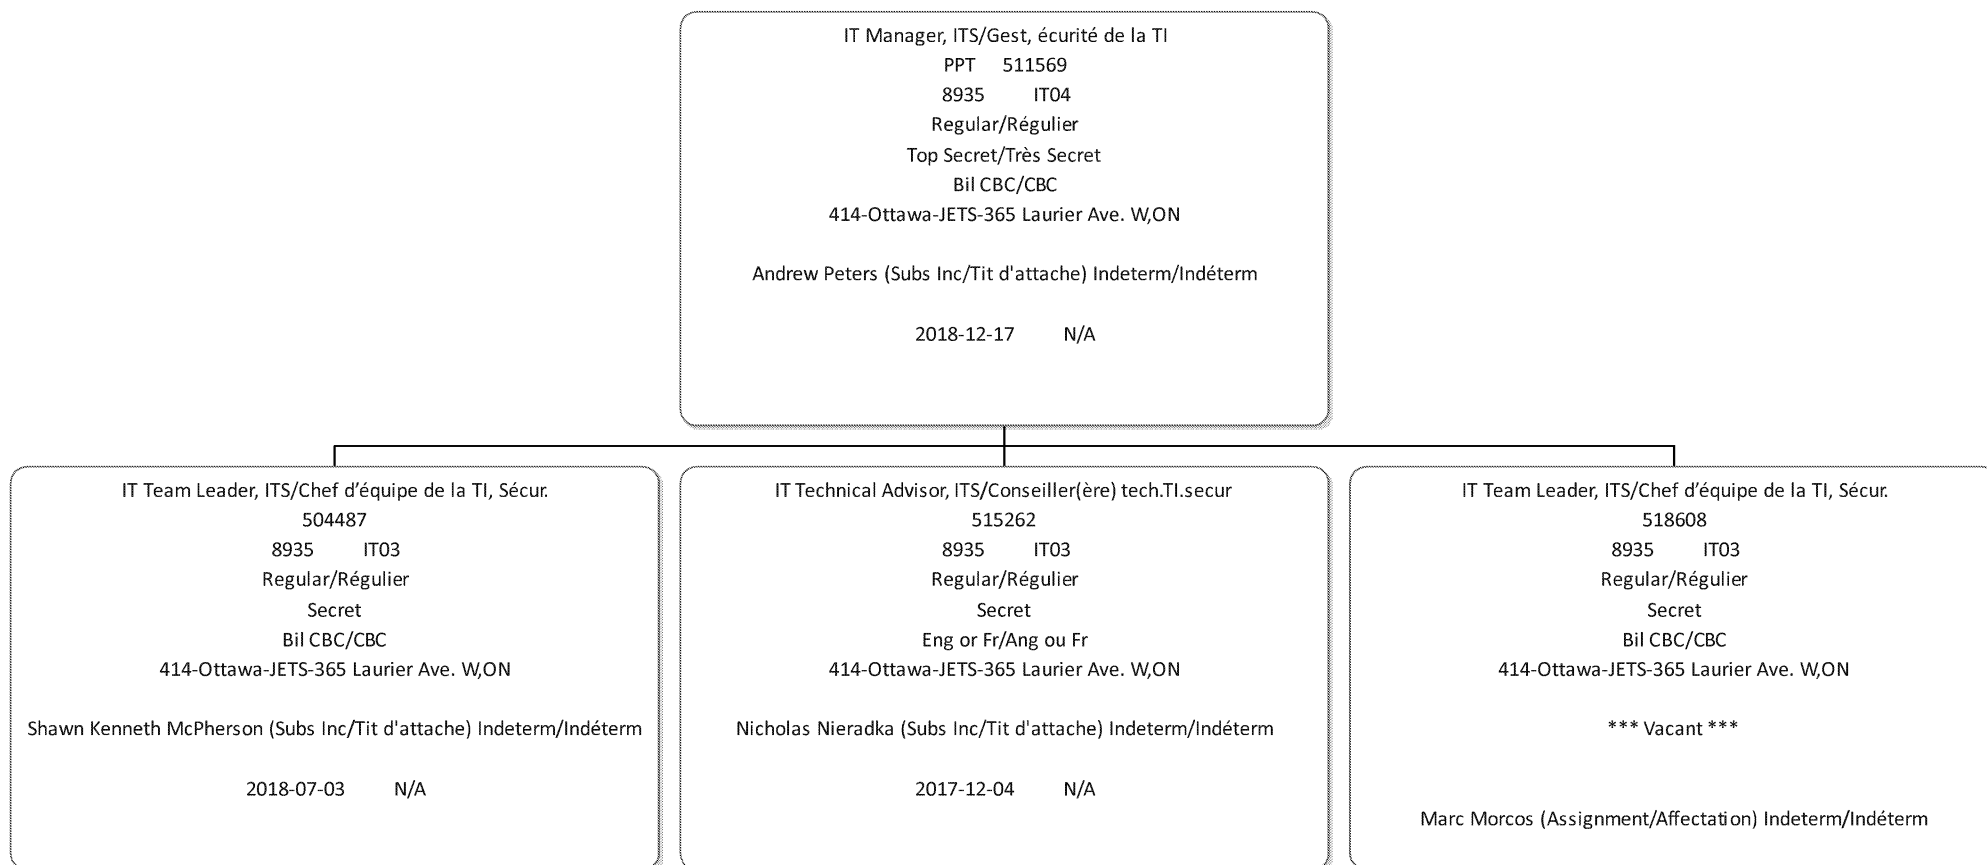 IT Manager, ITS/Gest, écurité de la TI
PPT 511569
8935 IT04
Regular/Régulier
Top Secret/Très Secret
Bil CBC/CBC
414-Ottawa-JETS-365 Laurier Ave. W,ON
Andrew Peters (Subs Inc/Tit d'attache) Indeterm/Indéterm
2018-12-17 N/A
IT Team Leader, ITS/Chef d’équipe de la TI, Sécur.
504487
8935 IT03
Regular/Régulier
Secret
Bil CBC/CBC
414-Ottawa-JETS-365 Laurier Ave. W,ON
Shawn Kenneth McPherson (Subs Inc/Tit d'attache) Indeterm/Indéterm
2018-07-03 N/A
IT Technical Advisor, ITS/Conseiller(ère) tech.TI.secur
515262
8935 IT03
Regular/Régulier
Secret
Eng or Fr/Ang ou Fr
414-Ottawa-JETS-365 Laurier Ave. W,ON
Nicholas Nieradka (Subs Inc/Tit d'attache) Indeterm/Indéterm
2017-12-04 N/A
IT Team Leader, ITS/Chef d’équipe de la TI, Sécur.
518608
8935 IT03
Regular/Régulier
Secret
Bil CBC/CBC
414-Ottawa-JETS-365 Laurier Ave. W,ON
*** Vacant ***
Marc Morcos (Assignment/Affectation) Indeterm/Indéterm